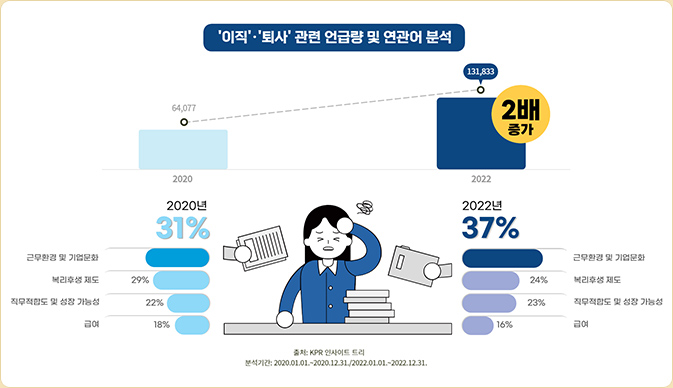 '이직'·'퇴사' 관련 언급량 및 연관어 분석
131,833
64,077
2배
증가
2020
2022
2020년
31%
근무환경 및 기업문화
복리후생 제도 29%
직무적합도 및 성장 가능성 22%
급여 18%
2022년
37%
근무환경 및 기업문화
24% 복리후생 제도
23% 직무적합도 및 성장 가능성
16% 급여
출처: KPR 인사이트 트리
분석기간: 2020.01.01.~2020.12.31./2022.01.01.~2022.12.31.